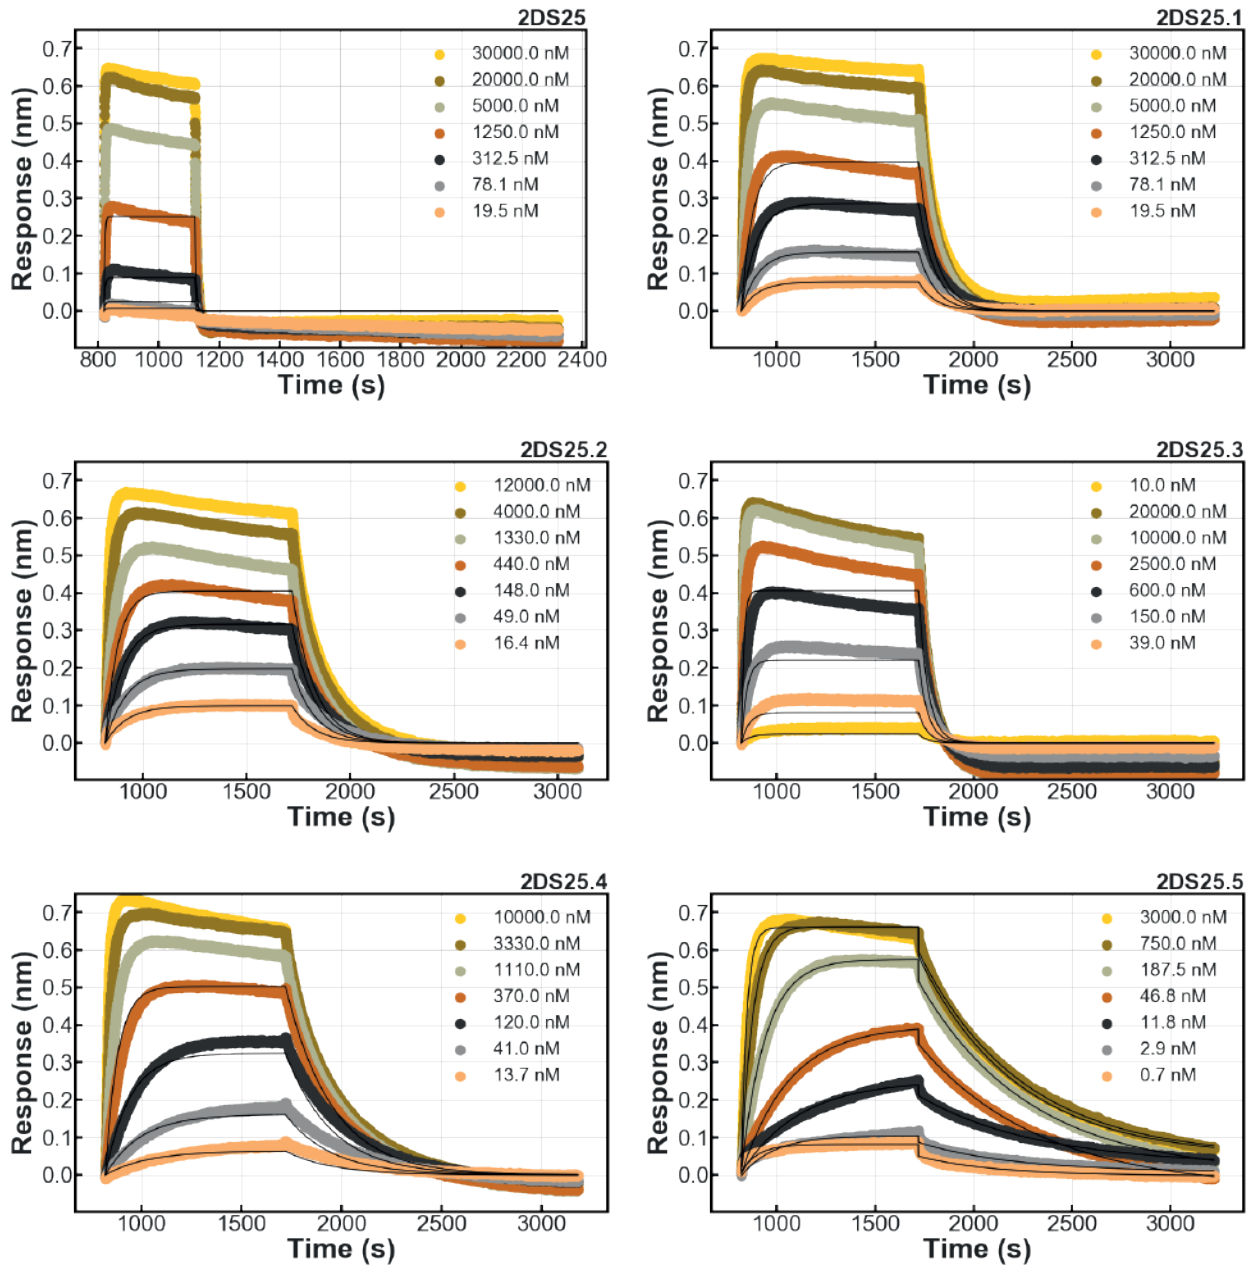 2DS25
Response (nm)
0.7
0.6
0.5
0.4
0.3
0.2
0.1
0.0
30000.0 nM
20000.0 nM
5000.0 nM
1250.0 nM
312.5 nM
78.1 nM
19.5 nM
800 1000 1200 1400 1600 1800 2000 2200 2400
Time (s)
2DS25.1
Response (nm)
0.7
0.6
0.5
0.4
0.3
0.2
0.1
0.0
30000.0 nM
20000.0 nM
5000.0 nM
1250.0 nM
312.5 nM
78.1 nM
19.5 nM
1000 1500 2000 2500 3000
Time (s)
2DS25.2
Response (nm)
0.7
0.6
0.5
0.4
0.3
0.2
0.1
0.0
12000.0 nM
4000.0 nM
1330.0 nM
440.0 nM
148.0 nM
49.0 nM
16.4 nM
1000 1500 2000 2500 3000
Time (s)
2DS25.3
Response (nm)
0.7
0.6
0.5
0.4
0.3
0.2
0.1
0.0
10.0 nM
20000.0 nM
10000.0 nM
2500.0 nM
600.0 nM
150.0 nM
39.0 nM
1000 1500 2000 2500 3000
Time (s)
2DS25.4
Response (nm)
0.7
0.6
0.5
0.4
0.3
0.2
0.1
0.0
10000.0 nM
3330.0 nM
1110.0 nM
370.0 nM
120.0 nM
41.0 nM
13.7 nM
1000 1500 2000 2500 3000
Time (s)
2DS25.5
Response (nm)
0.7
0.6
0.5
0.4
0.3
0.2
0.1
0.0
3000.0 nM
750.0 nM
187.5 nM
46.8 nM
11.8 nM
2.9 nM
0.7 nM
1000 1500 2000 2500 3000
Time (s)